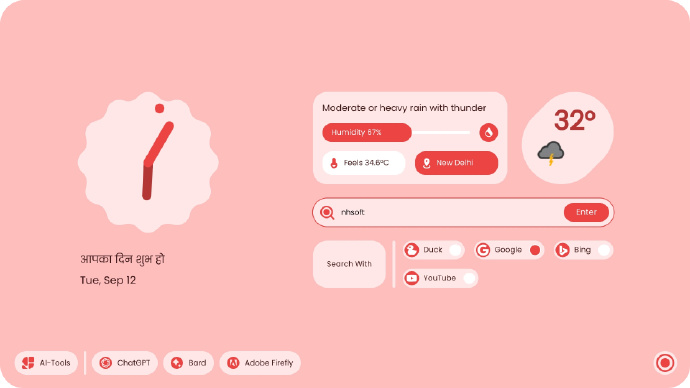 आपका दिन शुभ हो
Tue, Sep 12
Moderate or heavy rain with thunder
Humidity 67%
Feels 34.6°C
New Delhi
32°
nhsoft
Enter
Search With
Duck
Google
Bing
YouTube
AI-Tools
ChatGPT
Bard
Adobe Firefly